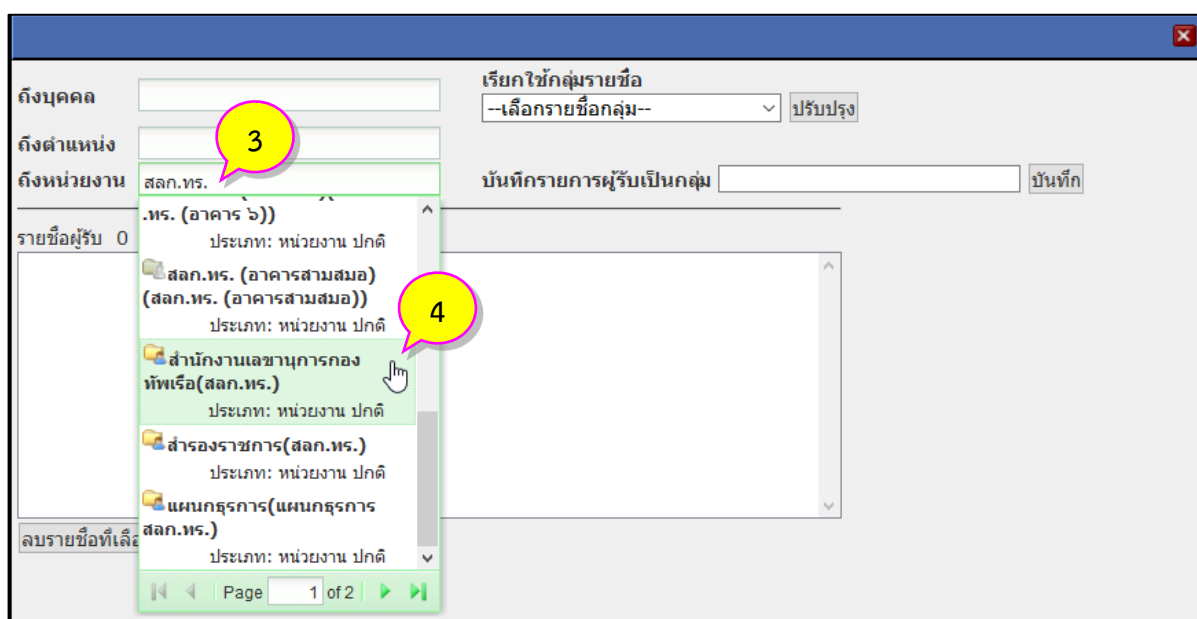 เรียกใช้กลุ่มรายชื่อ
ถึงบุคคล
--เลือกรายชื่อกลุ่ม--
ปรับปรุง
ถึงตำแหน่ง
3
ถึงหน่วยงาน
สลก.ทร.
บันทึกรายการผู้รับเป็นกลุ่ม
บันทึก
.ทร. (อาคาร ๖))
รายชื่อผู้รับ 0
ประเภท: หน่วยงาน ปกติ
สลก.ทร. (อาคารสามสมอ)
(สลก.ทร. (อาคารสามสมอ))
ประเภท: หน่วยงาน ปกติ
4
สำนักงานเลขานุการกอง
ทัพเรือ(สลก.ทร.)
ประเภท: หน่วยงาน ปกติ
สำรองราชการ(สลก.ทร.)
ประเภท: หน่วยงาน ปกติ
แผนกธุรการ(แผนกธุรการ
สลก.ทร.)
ลบรายชื่อที่เลือ
ประเภท: หน่วยงาน ปกติ
Page 1 of 2